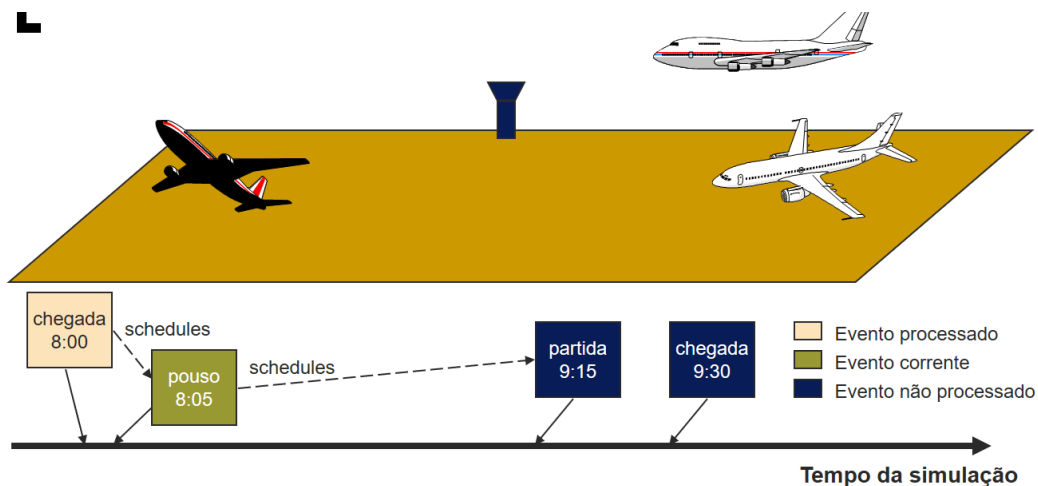 chegada
8:00
schedules
pouso
8:05
schedules
partida
9:15
chegada
9:30
Evento processado
Evento corrente
Evento não processado
Tempo da simulação